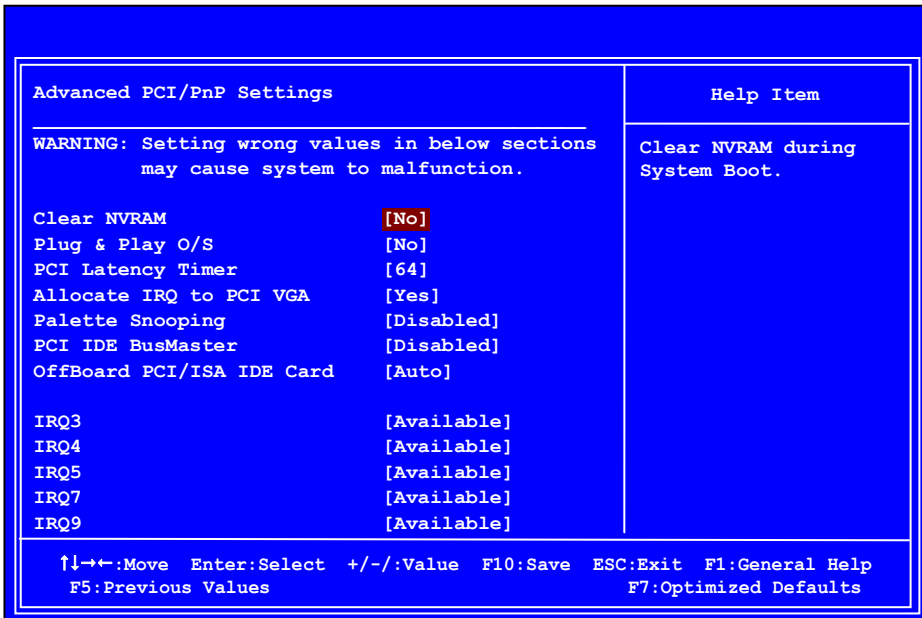 Advanced PCI/PnP Settings
Help Item
WARNING: Setting wrong values in below sections
may cause system to malfunction.
Clear NVRAM during
System Boot.
Clear NVRAM [No]
Plug & Play O/S [No]
PCI Latency Timer [64]
Allocate IRQ to PCI VGA [Yes]
Palette Snooping [Disabled]
PCI IDE BusMaster [Disabled]
OffBoard PCI/ISA IDE Card [Auto]
IRQ3 [Available]
IRQ4 [Available]
IRQ5 [Available]
IRQ7 [Available]
IRQ9 [Available]
↑↓→←:Move Enter:Select +/-/:Value F10:Save ESC:Exit F1:General Help
F5:Previous Values F7:Optimized Defaults